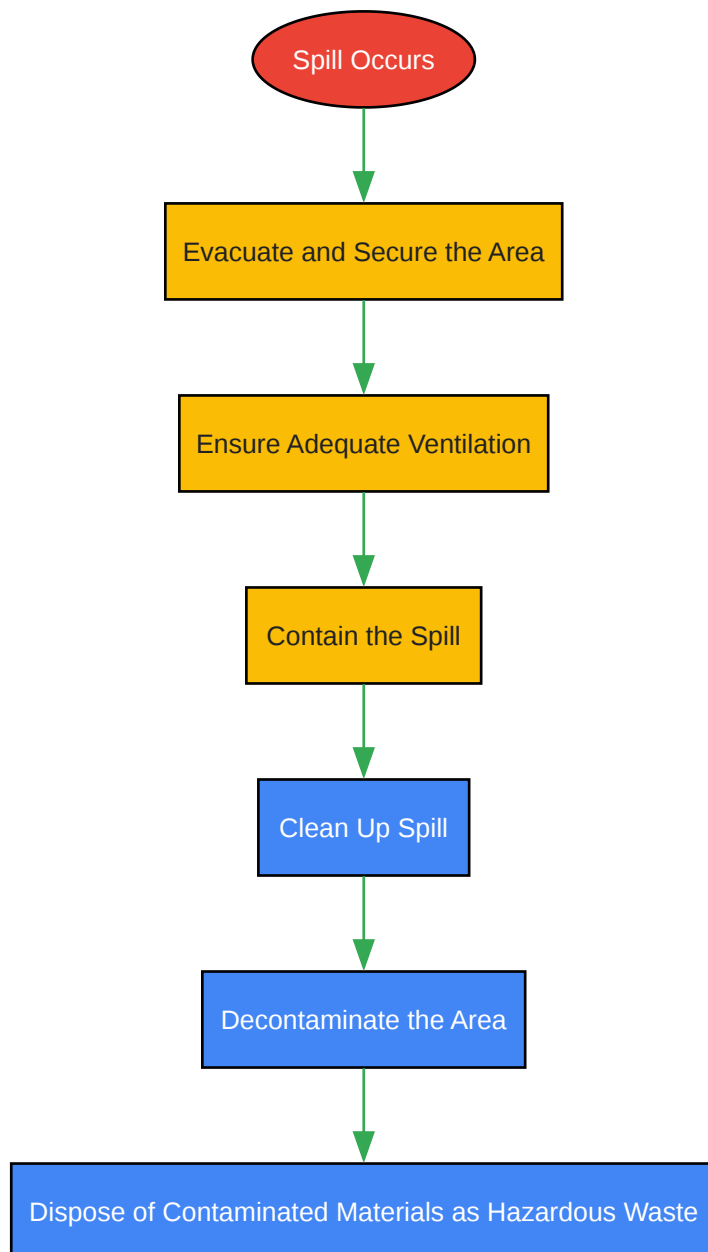 Spill Occurs
Evacuate and Secure the Area
Ensure Adequate Ventilation
Contain the Spill
Clean Up Spill
Decontaminate the Area
Dispose of Contaminated Materials as Hazardous Waste